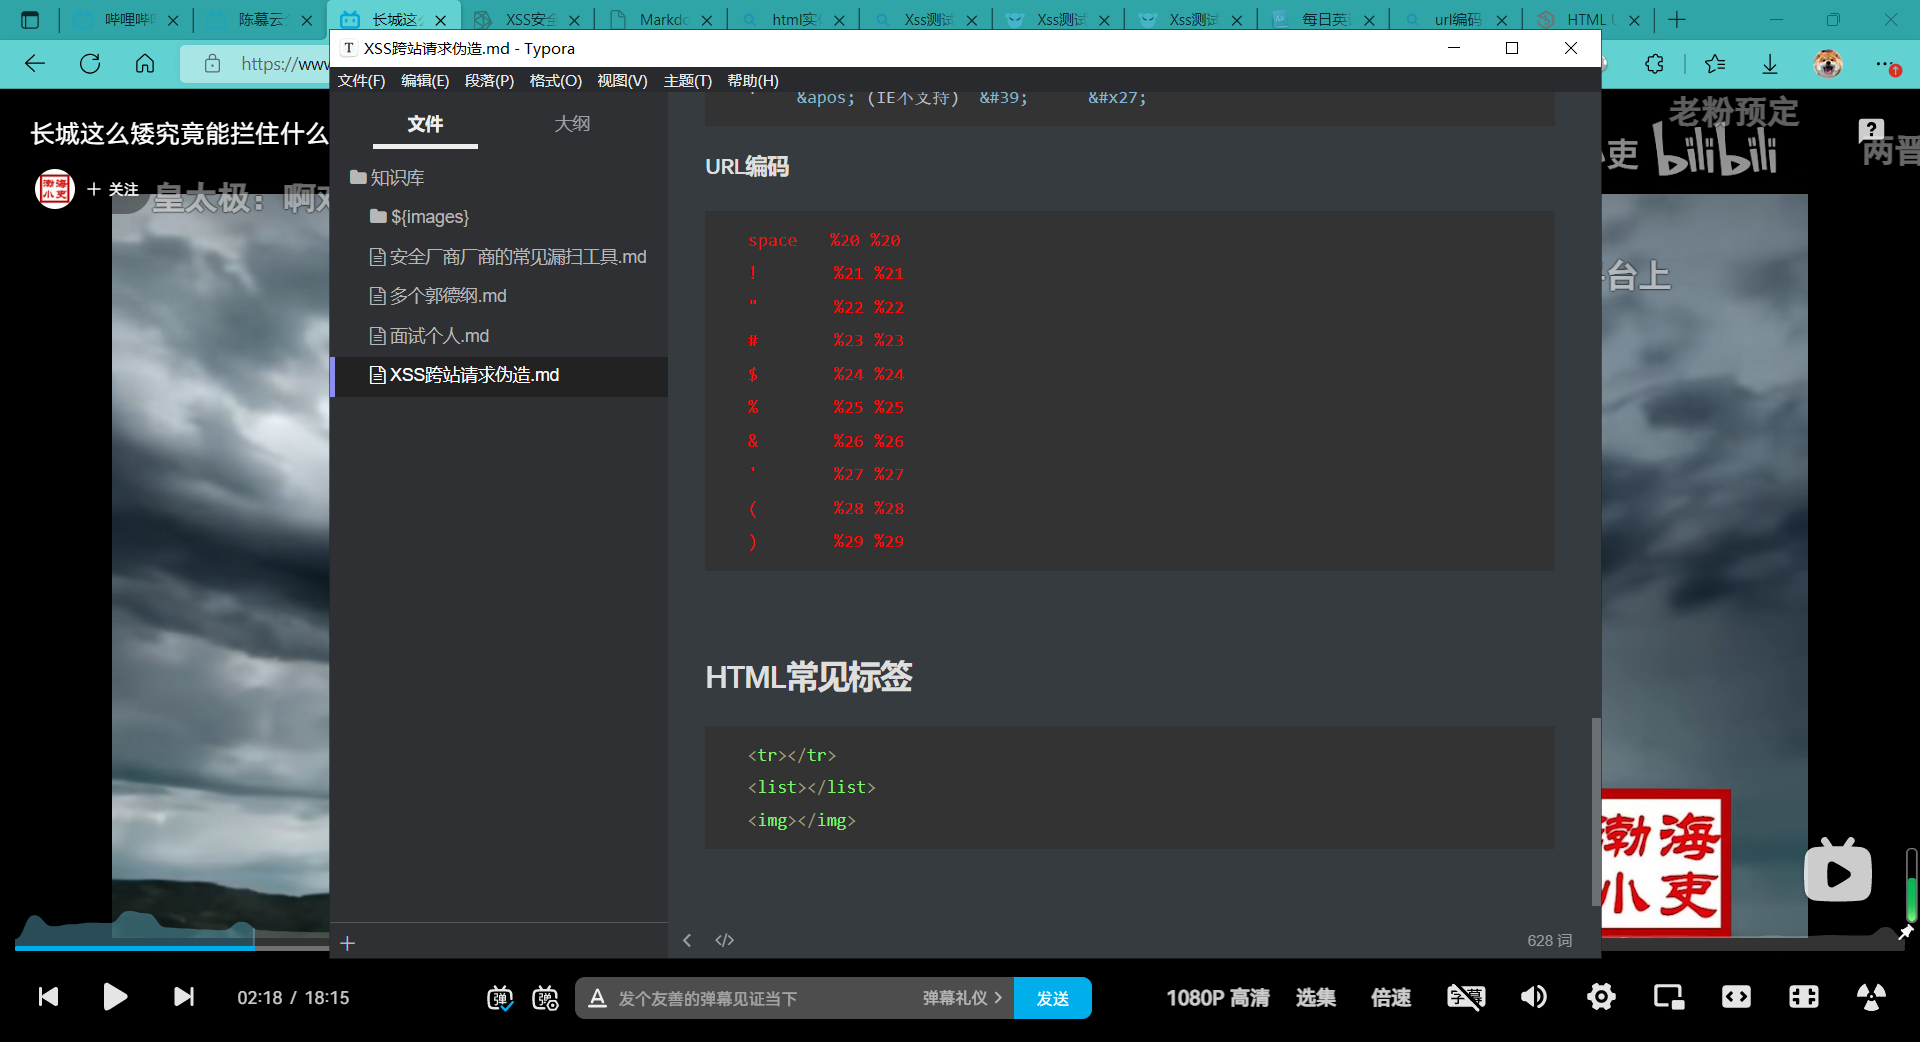 哔哩哔
陈慕云
长城这
XSS安
Markdo
html实
Xss测试
Xss测试
Xss测试
每日英
url编码
HTML
https://www
XSS跨站请求伪造.md - Typora
文件(F) 编辑(E) 段落(P) 格式(O) 视图(V) 主题(T) 帮助(H)
文件 大纲
知识库
${images}
安全厂商厂商的常见漏扫工具.md
多个郭德纲.md
面试个人.md
XSS跨站请求伪造.md
&apos; (IE不支持) &#39; &#x27;
URL编码
space %20 %20
! %21 %21
" %22 %22
# %23 %23
$ %24 %24
% %25 %25
& %26 %26
' %27 %27
( %28 %28
) %29 %29
HTML常见标签
<tr></tr>
<list></list>
<img></img>
628 词
长城这么矮究竟能拦住什么
渤海小吏
+ 关注
皇太极：啊
老粉预定
吏 bilibili
两晋
台上
渤海
小吏
02:18 / 18:15
发个友善的弹幕见证当下
弹幕礼仪 >
发送
1080P 高清
选集
倍速
字幕